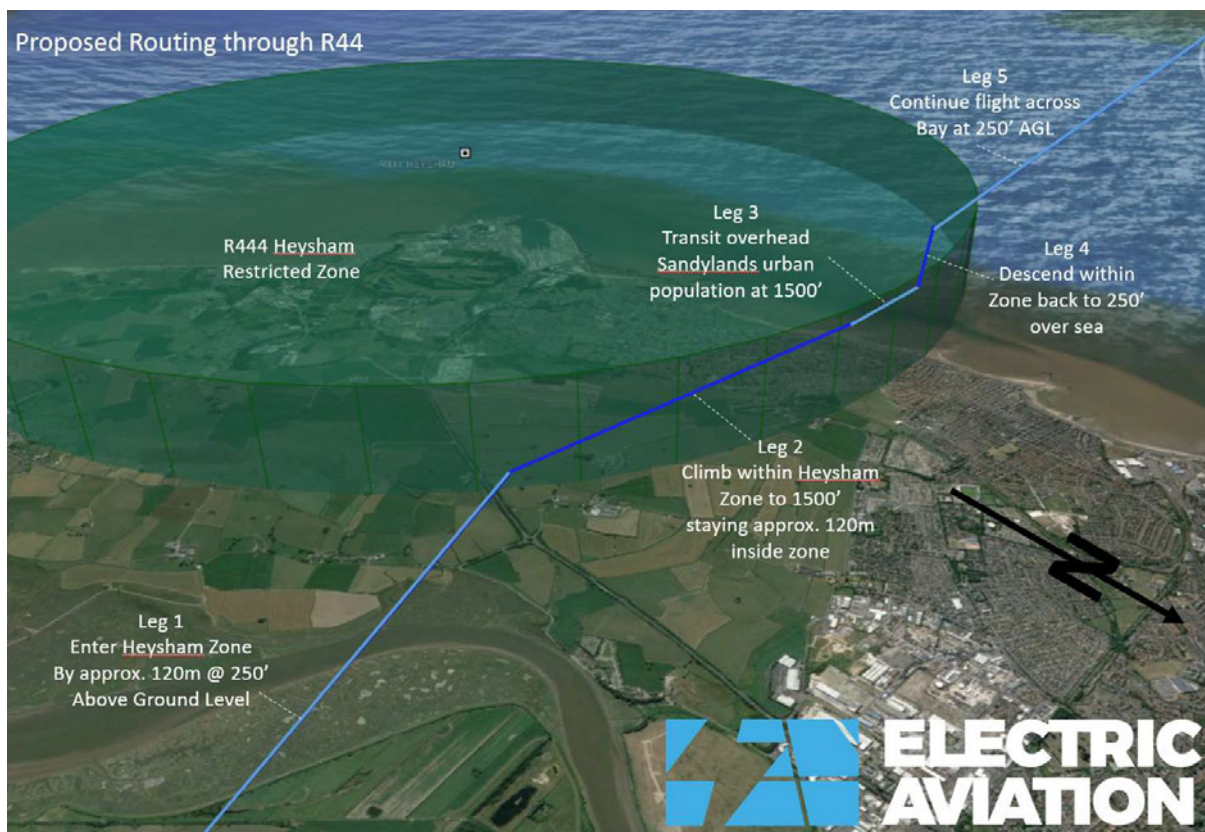 Proposed Routing through R44
Leg 5
Continue flight across
Bay at 250' AGL
R444 Heysham
Restricted Zone
Leg 3
Transit overhead
Sandylands urban
population at 1500'
Leg 4
Descend within
Zone back to 250'
over sea
Leg 2
Climb within Heysham
Zone to 1500'
staying approx. 120m
inside zone
Leg 1
Enter Heysham Zone
By approx. 120m @ 250'
Above Ground Level
N
ELECTRIC
AVIATION